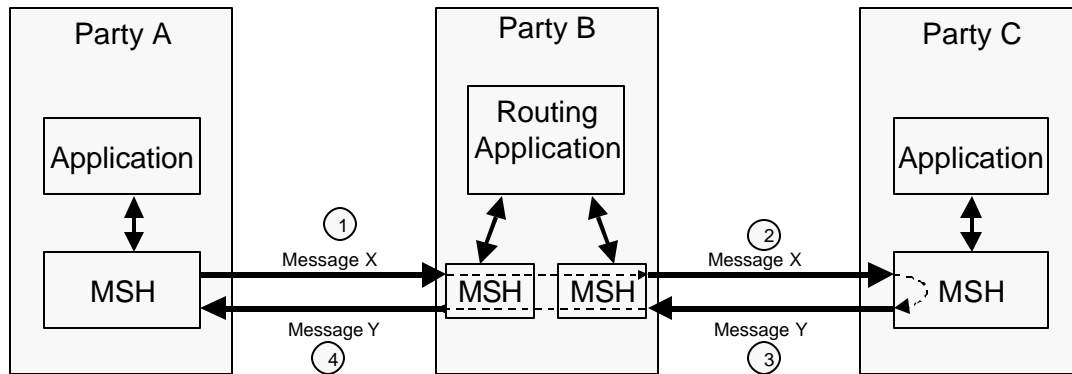 Party A
Party B
Party C
Routing
Application
Application
Application
1
Message X
2
Message X
MSH
MSH
MSH
MSH
Message Y
4
Message Y
3